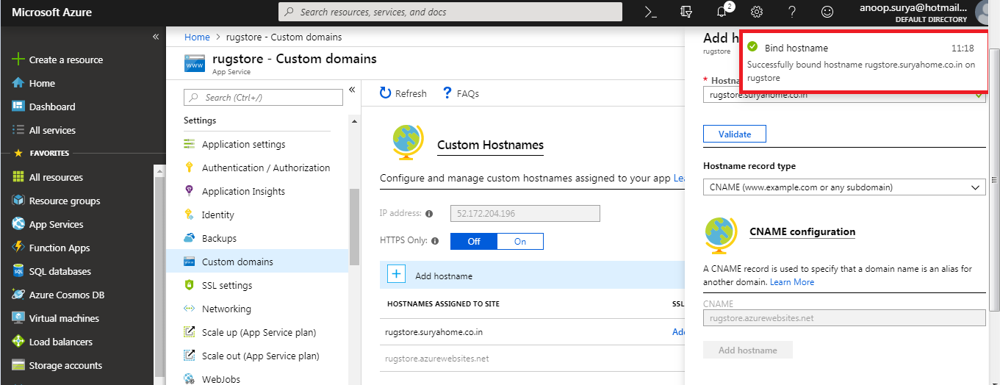 Microsoft Azure
Search resources, services, and docs
2
anoop.surya@hotmail...
DEFAULT DIRECTORY
«
Create a resource
Home
Dashboard
All services
FAVORITES
All resources
Resource groups
App Services
Function Apps
SQL databases
Azure Cosmos DB
Virtual machines
Load balancers
Storage accounts
Home > rugstore - Custom domains
rugstore - Custom domains
App Service
Search (Ctrl+/)
«
Settings
Application settings
Authentication / Authorization
Application Insights
Identity
Backups
Custom domains
SSL settings
Networking
Scale up (App Service plan)
Scale out (App Service plan)
WebJobs
Refresh
FAQs
Custom Hostnames
Configure and manage custom hostnames assigned to your app Le
IP address:
52.172.204.196
HTTPS Only:
Off
On
Add hostname
HOSTNAMES ASSIGNED TO SITE
SSL
rugstore.suryahome.co.in
Add
rugstore.azurewebsites.net
Add h
rugstore
Bind hostname
11:18
Successfully bound hostname rugstore.suryahome.co.in on
rugstore
* Hostna
rugstore.suryahome.co.in
Validate
Hostname record type
CNAME (www.example.com or any subdomain)
CNAME configuration
A CNAME record is used to specify that a domain name is an alias for
another domain. Learn More
CNAME
rugstore.azurewebsites.net
Add hostname